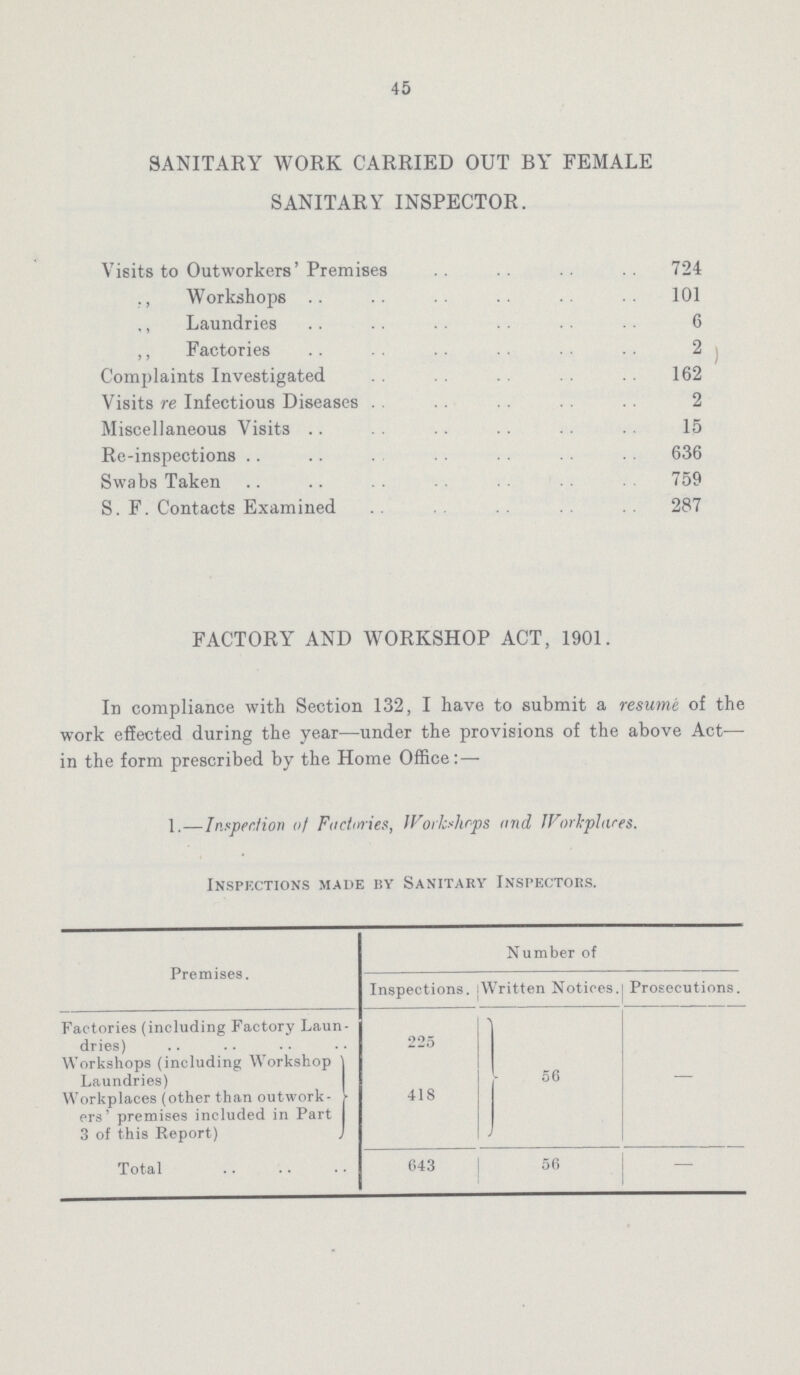 45
SANITARY WORK CARRIED OUT BY FEMALE
SANITARY INSPECTOR.
Visits to Outworkers' Premises .. .. .. .. 724
,, Workshops .. .. .. .. .. .. 101
,, Laundries .. .. .. .. .. .. 6
,, Factories .. .. .. .. .. .. 2
Complaints Investigated .. .. .. .. .. 162
Visits re Infectious Diseases .. .. .. .. .. 2
Miscellaneous Visits .. .. .. .. .. .. 15
Re-inspections .. .. .. .. .. .. .. 636
Swabs Taken .. .. .. .. .. .. .. 759
S. F. Contacts Examined .. .. .. .. .. 287
FACTORY AND WORKSHOP ACT, 1901.
In compliance with Section 132, I have to submit a resumé of the
work effected during the year—under the provisions of the above Act—
in the form prescribed by the Home Office:—
1.—Inspection of Factories, Workshops and Workplaces.
Inspections made by Sanitary Inspectors.
Premises.
Number of
Inspections. Written Notices. Prosecutions.
Factories (including Factory Laun-
dries) .. .. .. .. 225
Workshops (including Workshop
Laundries)
56 —
Workplaces (other than outwork- 418
ers' premises included in Part
3 of this Report)
Total .. .. .. 643 56 —